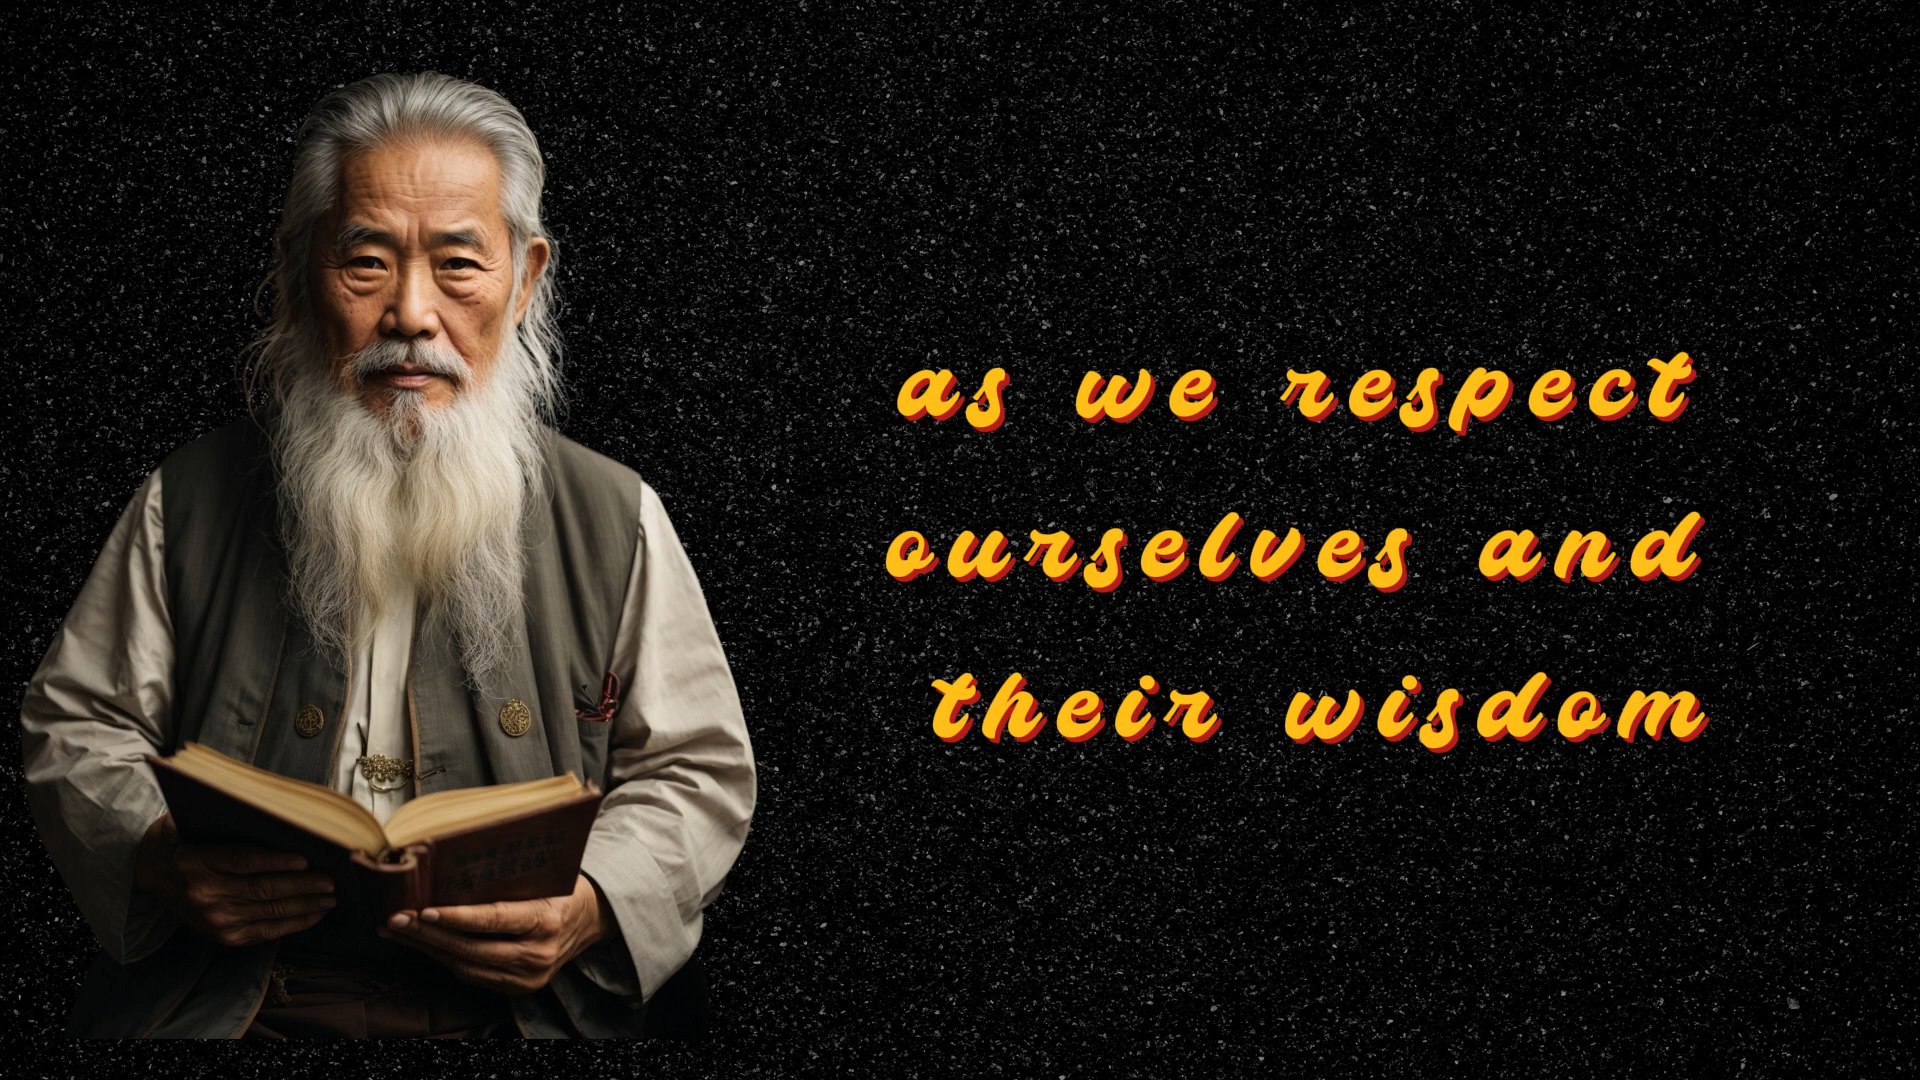 as we respect
ourselves and
their wisdom